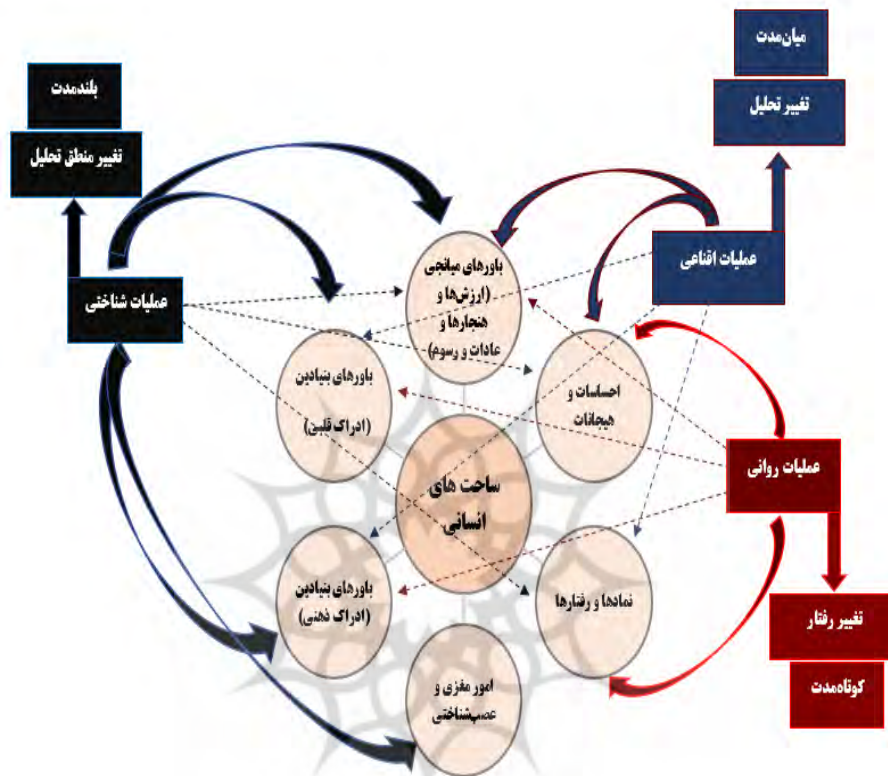 میان‌مدت
تغییر تحلیل
عملیات اقناعی
بلندمدت
تغییر منطق تحلیل
عملیات شناختی
باورهای میانجی
(ارزش‌ها و
هنجارها و
عادات و رسوم)
احساسات و
هیجانات
باورهای بنیادین
(ادراک قلبی)
ساحت های
انسانی
عملیات روانی
تغییر رفتار
کوتاه‌مدت
نمادها و رفتارها
باورهای بنیادین
(ادراک ذهنی)
امور مغزی و
عصب‌شناختی